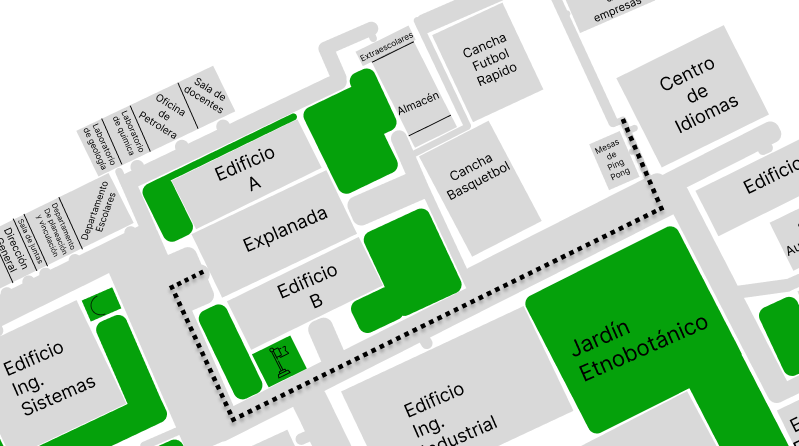 empresas
Extraescolares
Cancha
Futbol
Rapido
Centro
de
Idiomas
Almacén
Sala de
docentes
Oficina
de
Petrolera
Laboratorio
de química
Laboratorio
de geología
Mesas
de
Ping
Pong
Edificio
A
Cancha
Basquetbol
Edificio
Departamento
Escolares
Departamento
De planeación
y vinculación
Sala de juntas
Dirección
General
Explanada
Edificio
B
Jardín
Etnobotánico
Edificio
Ing.
Sistemas
Edificio
Ing.